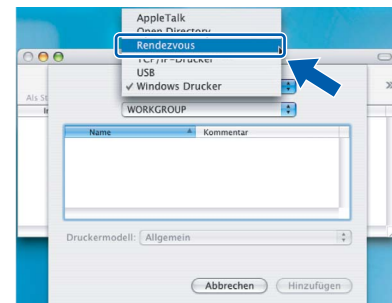 AppleTalk
Open Directory
Rendezvous
TCP/IP-Drucker
USB
✓ Windows Drucker
Als St
WORKGROUP
Name Kommentar
Druckermodell: Allgemein
Abbrechen Hinzufügen